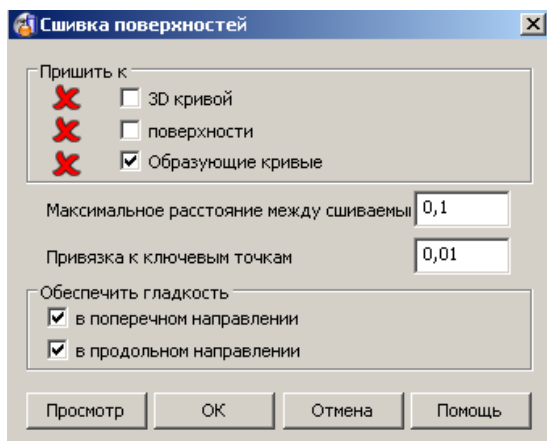 Сшивка поверхностей
Пришить к
3D кривой
поверхности
Образующие кривые
Максимальное расстояние между сшиваемы 0,1
Привязка к ключевым точкам 0,01
Обеспечить гладкость
в поперечном направлении
в продольном направлении
Просмотр ОК Отмена Помощь